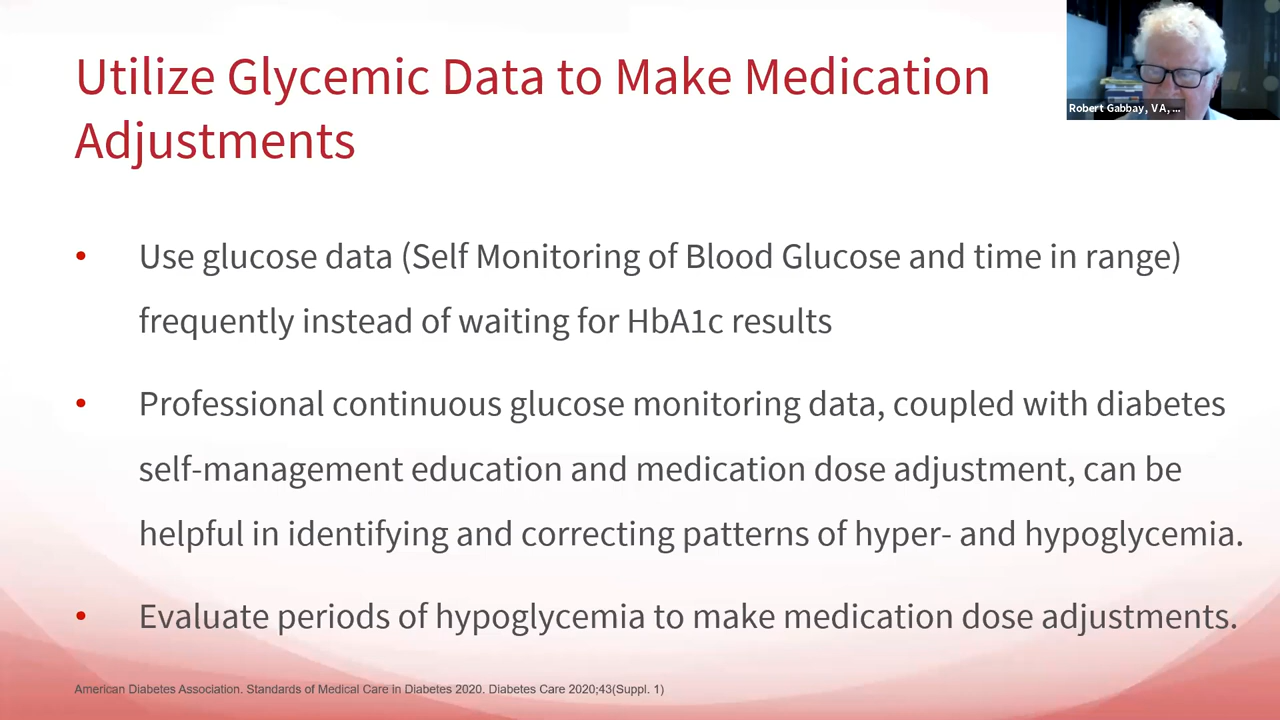 Utilize Glycemic Data to Make Medication
Adjustments
Robert Gabbay, VA, ...
• Use glucose data (Self Monitoring of Blood Glucose and time in range)
frequently instead of waiting for HbA1c results
• Professional continuous glucose monitoring data, coupled with diabetes
self-management education and medication dose adjustment, can be
helpful in identifying and correcting patterns of hyper- and hypoglycemia.
• Evaluate periods of hypoglycemia to make medication dose adjustments.
American Diabetes Association. Standards of Medical Care in Diabetes 2020. Diabetes Care 2020;43(Suppl. 1)